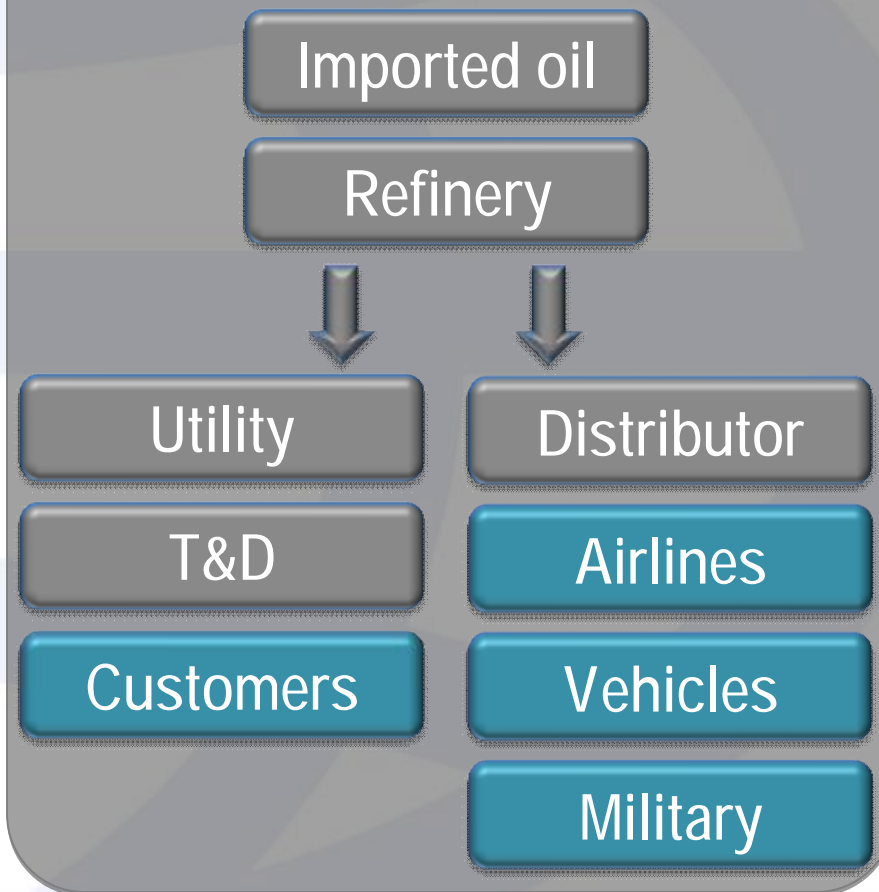 Imported oil
Refinery
Utility
T&D
Customers
Distributor
Airlines
Vehicles
Military